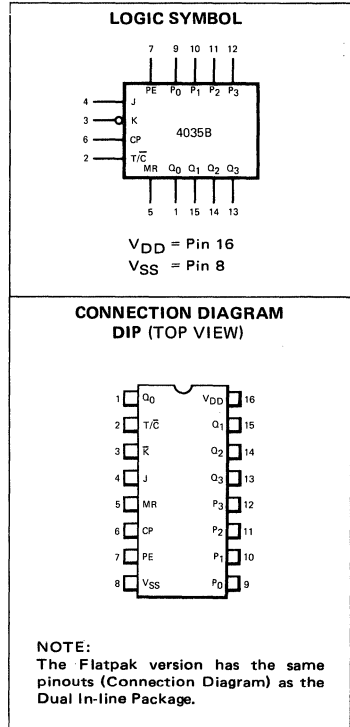 LOGIC SYMBOL
7 9 10 11 12
PE P0 P1 P2 P3
4 J
3 K
4035B
6 CP
2 T/C̅
MR Q0 Q1 Q2 Q3
5 1 15 14 13
VDD = Pin 16
VSS = Pin 8
CONNECTION DIAGRAM
DIP (TOP VIEW)
1 Q0 VDD 16
2 T/C̅ Q1 15
3 K̅ Q2 14
4 J Q3 13
5 MR P3 12
6 CP P2 11
7 PE P1 10
8 VSS P0 9
NOTE:
The Flatpak version has the same
pinouts (Connection Diagram) as the
Dual In-line Package.